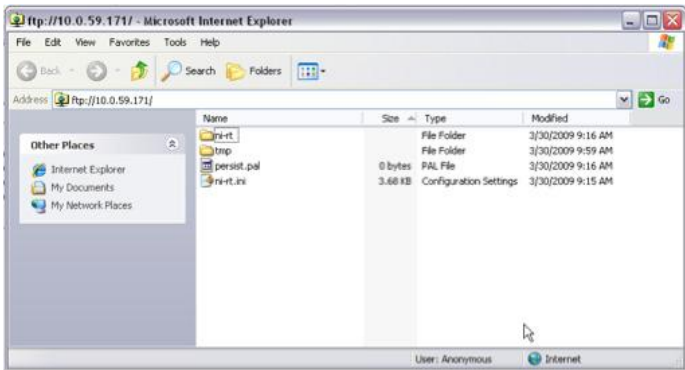 ftp://10.0.59.171/ - Microsoft Internet Explorer
File Edit View Favorites Tools Help
Back Search Folders
Address ftp://10.0.59.171/ Go
Name Size Type Modified
Other Places
Internet Explorer
My Documents
My Network Places
ni-rt File Folder 3/30/2009 9:16 AM
tmp File Folder 3/30/2009 9:59 AM
persist.pal 0 bytes PAL File 3/30/2009 9:16 AM
ni-rt.ini 3.68 KB Configuration Settings 3/30/2009 9:15 AM
User: Anonymous Internet